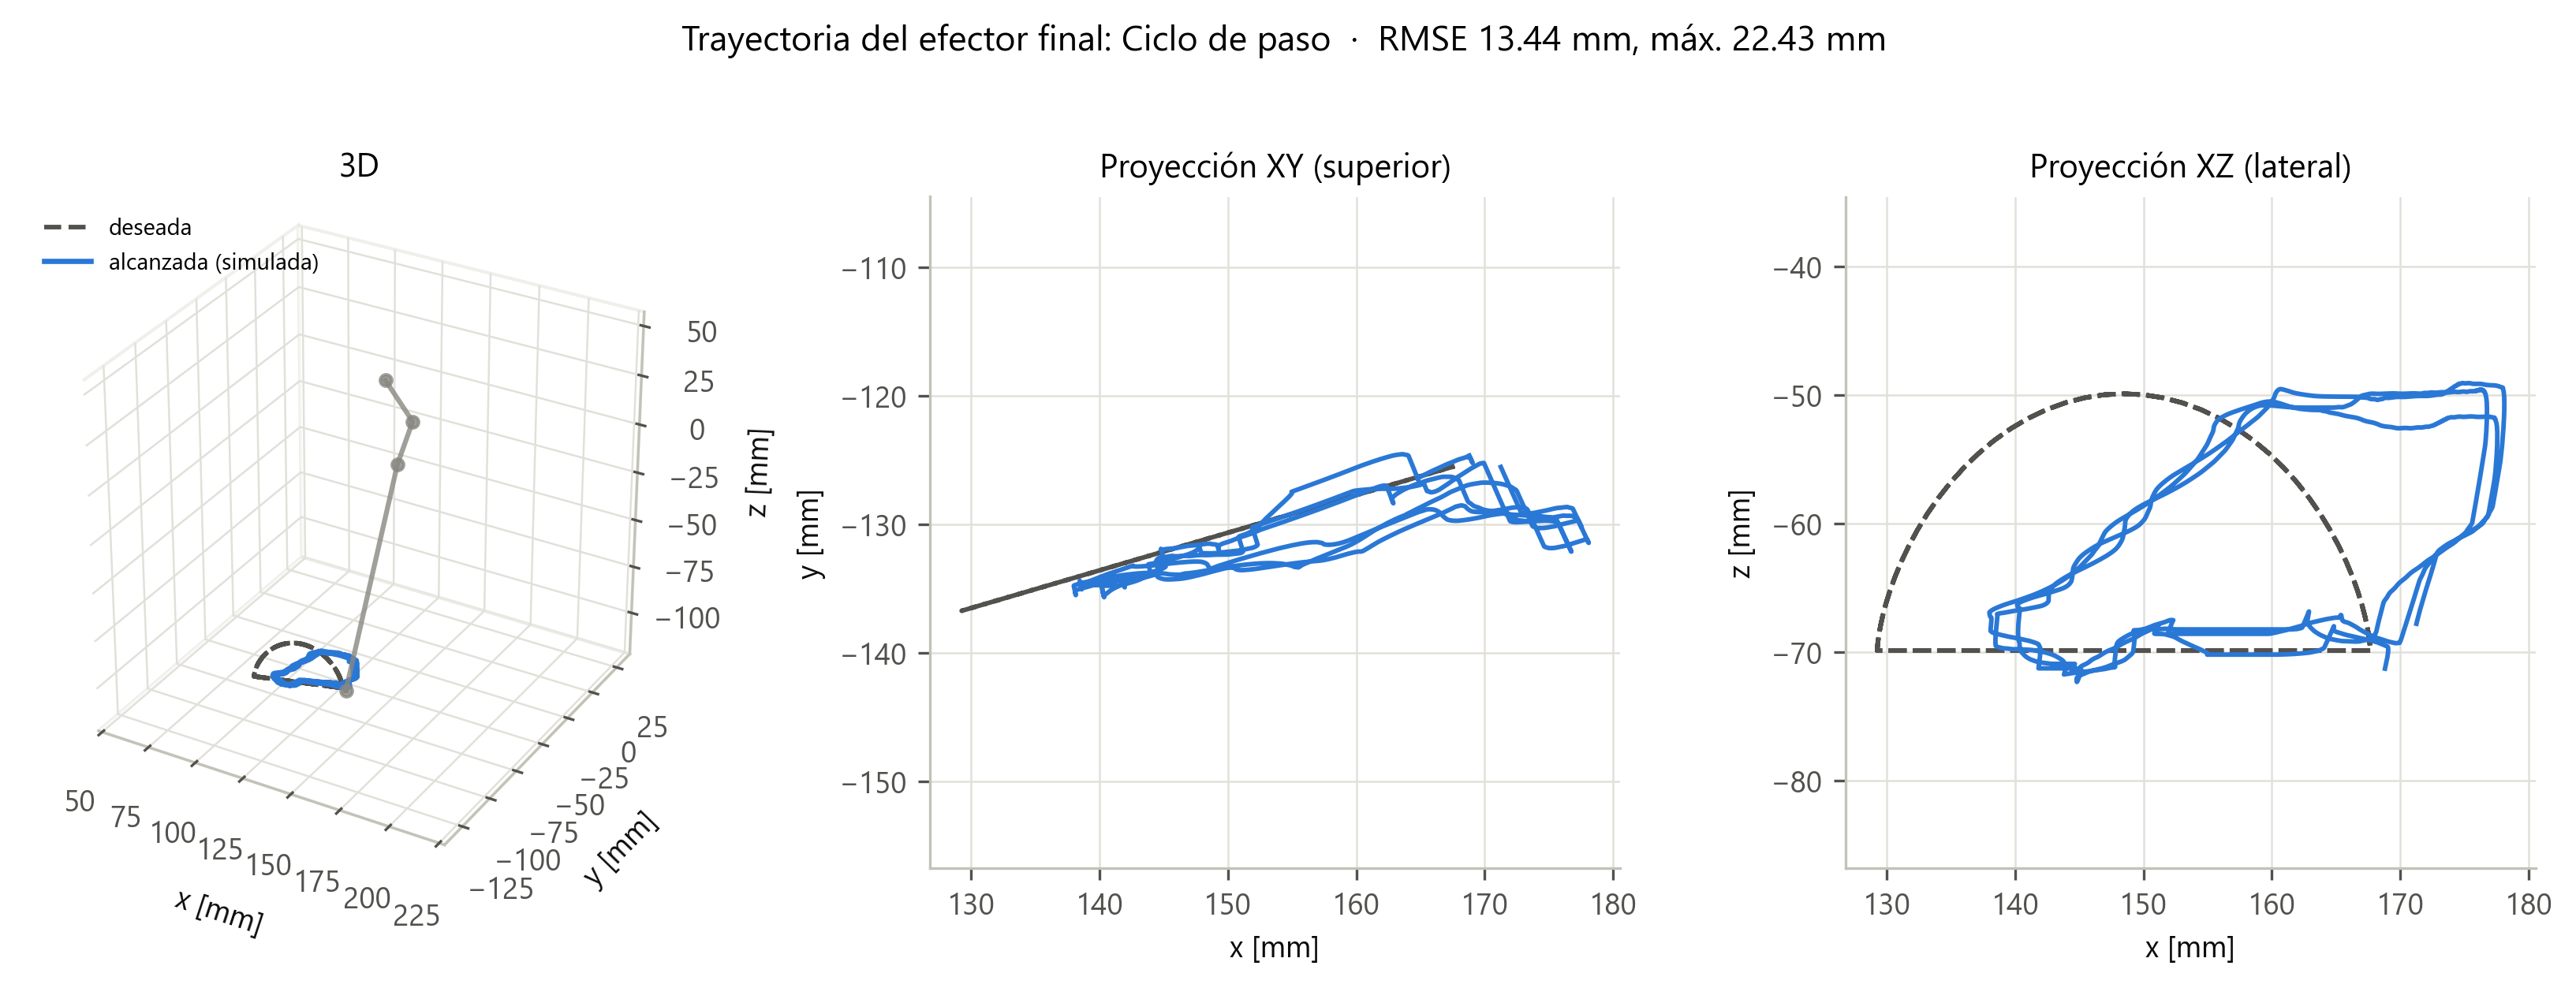 Trayectoria del efector final: Ciclo de paso · RMSE 13.44 mm, máx. 22.43 mm
3D
deseada
alcanzada (simulada)
50
25
0
−25
−50
−75
−100
z [mm]
25
0
−25
−50
−75
−100
−125
y [mm]
50
75
100
125
150
175
200
225
x [mm]
Proyección XY (superior)
−110
−120
−130
−140
−150
y [mm]
130 140 150 160 170 180
x [mm]
Proyección XZ (lateral)
−40
−50
−60
−70
−80
z [mm]
130 140 150 160 170 180
x [mm]